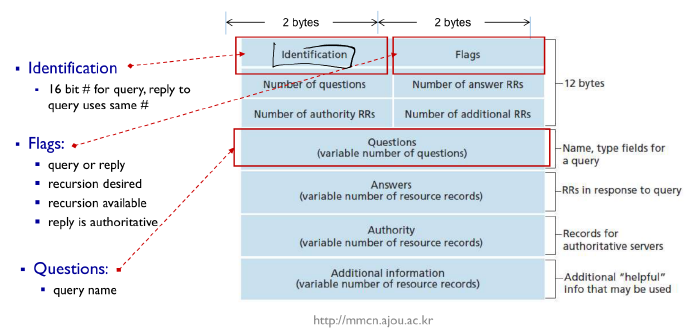 2 bytes 2 bytes
Identification Flags
Number of questions Number of answer RRs
Number of authority RRs Number of additional RRs
12 bytes
Questions
(variable number of questions)
Name, type fields for
a query
Answers
(variable number of resource records)
RRs in response to query
Authority
(variable number of resource records)
Records for
authoritative servers
Additional information
(variable number of resource records)
Additional “helpful”
Info that may be used
▪ Identification
▪ 16 bit # for query, reply to
query uses same #
▪ Flags:
▪ query or reply
▪ recursion desired
▪ recursion available
▪ reply is authoritative
▪ Questions:
▪ query name
http://mmcn.ajou.ac.kr